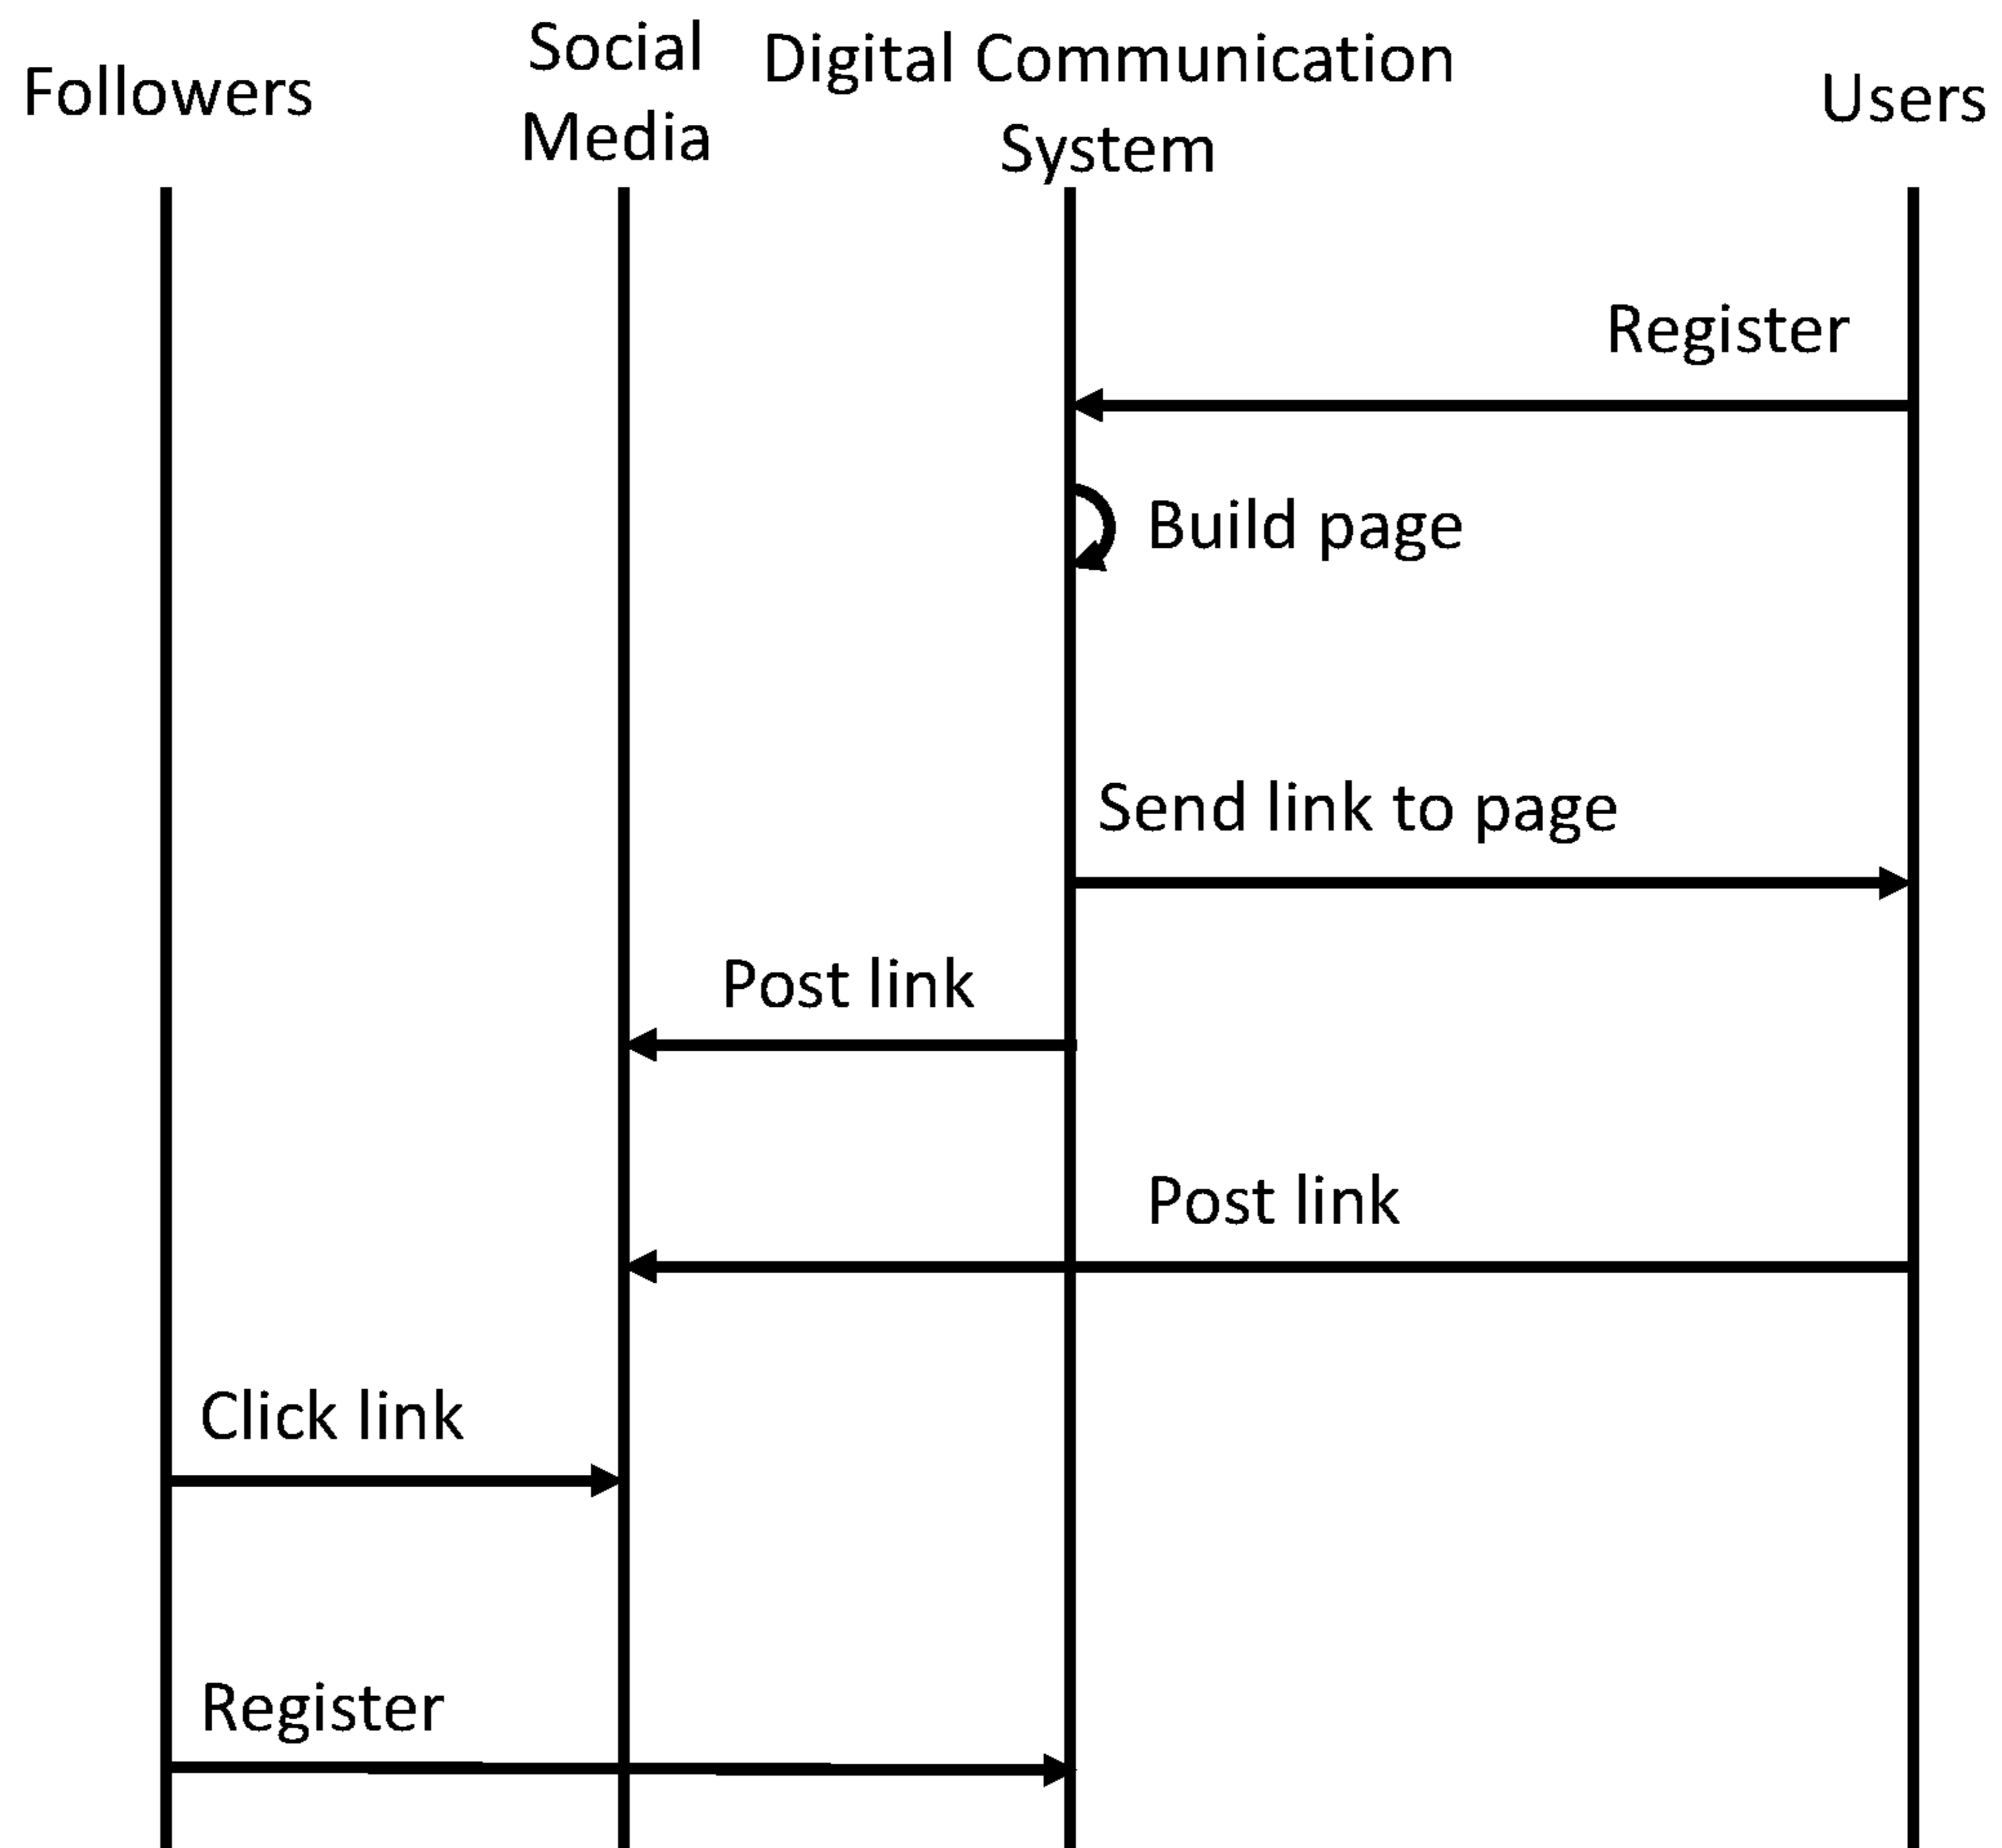 Followers
Social
Media
Digital Communication
System
Users
Register
Build page
Send link to page
Post link
Post link
Click link
Register